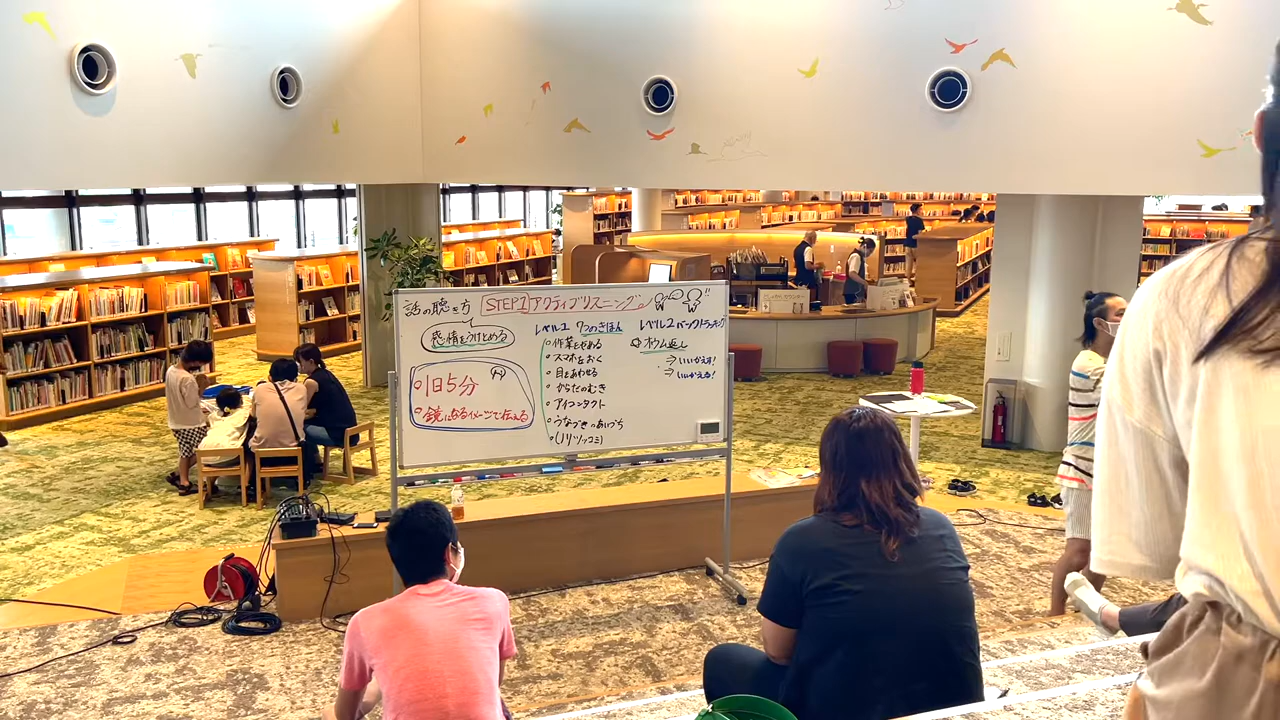 話の聴き方 STEP1 アクティブリスニング
感情をうけとめる
1日5分
鏡にあるイメージで伝える
レベル1 7つのきほん
作業をやめる
スマホをおく
目をあわせる
からだのむき
アイコンタクト
うなづき・あいづち
(ノリツッコミ)
レベル2 バックトラッキング
オウム返し
→いいかえす!
→いいかえる!